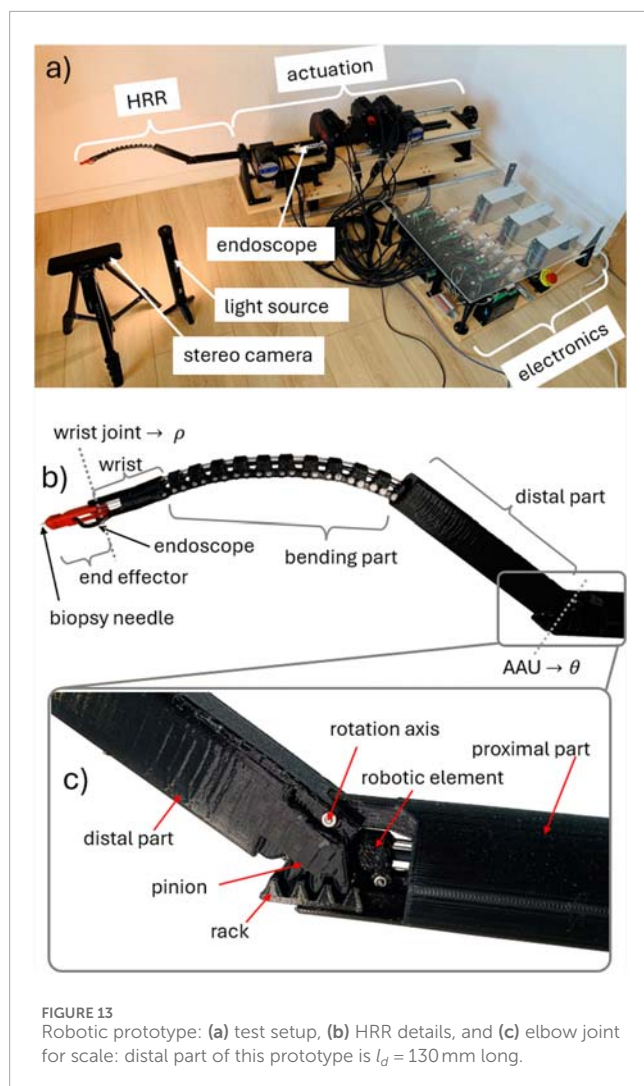 a)
actuation
HRR
endoscope
light source
stereo camera
electronics
wrist joint → ρ
b)
wrist
distal part
endoscope
bending part
end effector
biopsy needle
AAU → θ
c)
rotation axis
proximal part
robotic element
distal part
pinion
rack
FIGURE 13
Robotic prototype: (a) test setup, (b) HRR details, and (c) elbow joint
for scale: distal part of this prototype is l_d = 130 mm long.